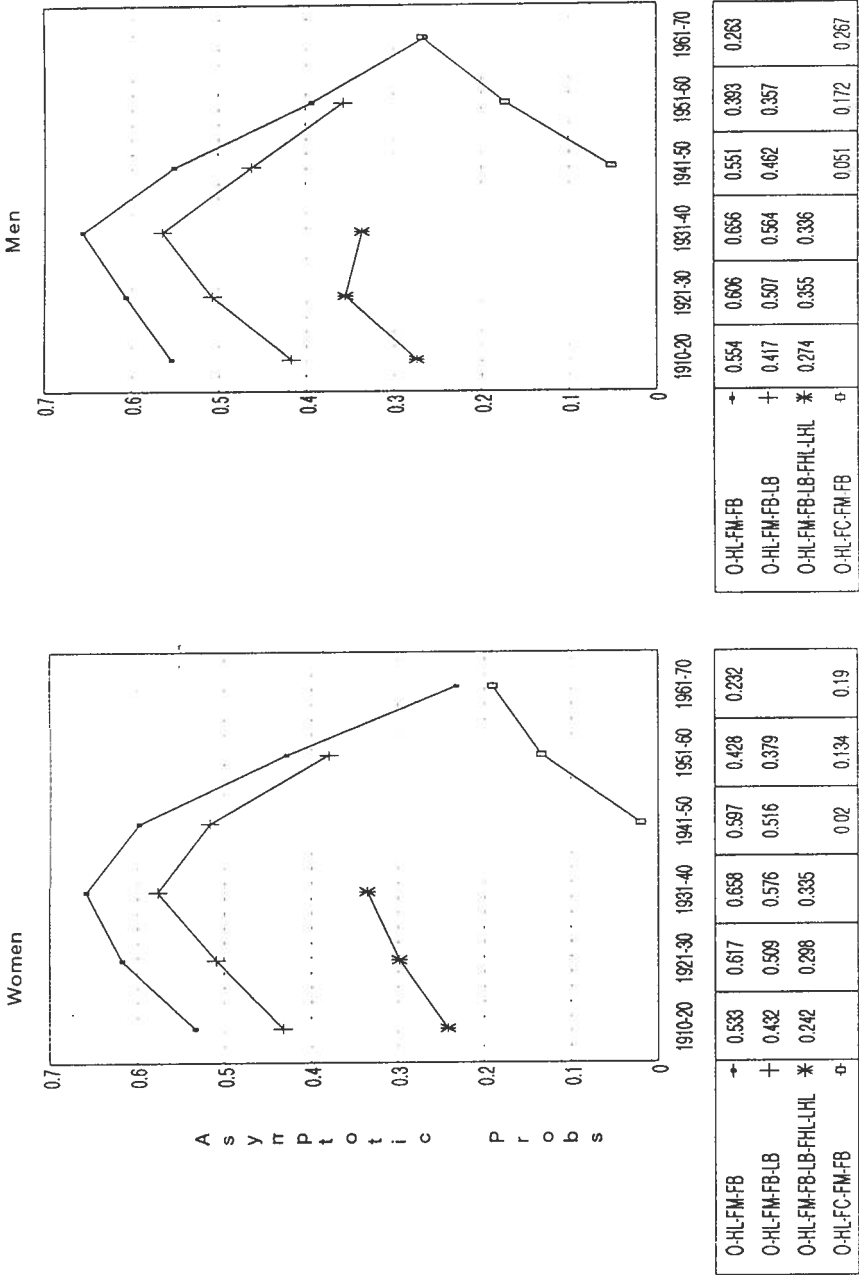 Women
Asymptotic Probs
0.7
0.6
0.5
0.4
0.3
0.2
0.1
0
1910-20 1921-30 1931-40 1941-50 1951-60 1961-70
O-HL-FM-FB 0.533 0.617 0.658 0.597 0.428 0.232
O-HL-FM-FB-LB 0.432 0.509 0.576 0.516 0.379
O-HL-FM-FB-LB-FHL-LHL 0.242 0.298 0.335
O-HL-FC-FM-FB 0.02 0.134 0.19
Men
0.7
0.6
0.5
0.4
0.3
0.2
0.1
0
1910-20 1921-30 1931-40 1941-50 1951-60 1961-70
O-HL-FM-FB 0.554 0.606 0.656 0.551 0.393 0.263
O-HL-FM-FB-LB 0.417 0.507 0.564 0.462 0.357
O-HL-FM-FB-LB-FHL-LHL 0.274 0.355 0.336
O-HL-FC-FM-FB 0.051 0.172 0.267